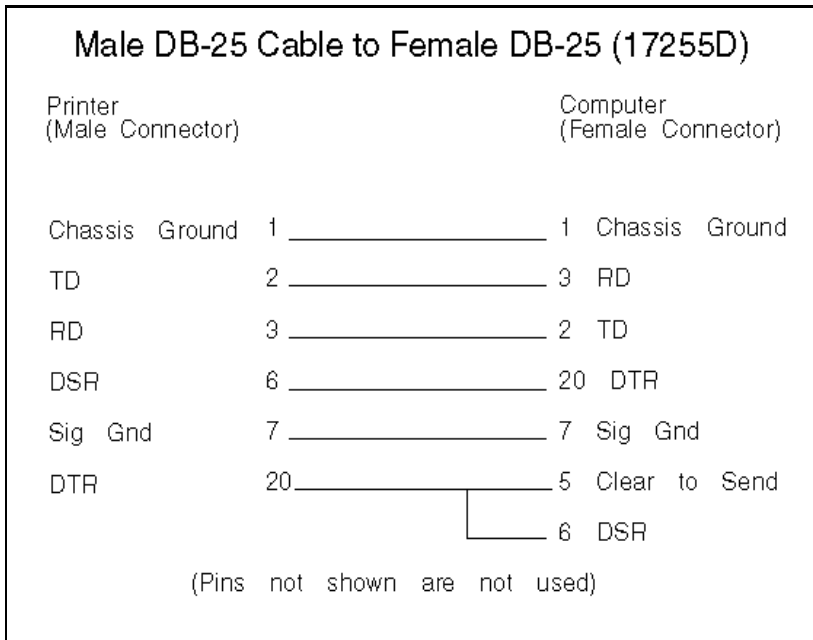 Male DB-25 Cable to Female DB-25 (17255D)
Printer
(Male Connector)
Computer
(Female Connector)
Chassis Ground 1 1 Chassis Ground
TD 2 3 RD
RD 3 2 TD
DSR 6 20 DTR
Sig Gnd 7 7 Sig Gnd
DTR 20 5 Clear to Send
6 DSR
(Pins not shown are not used)